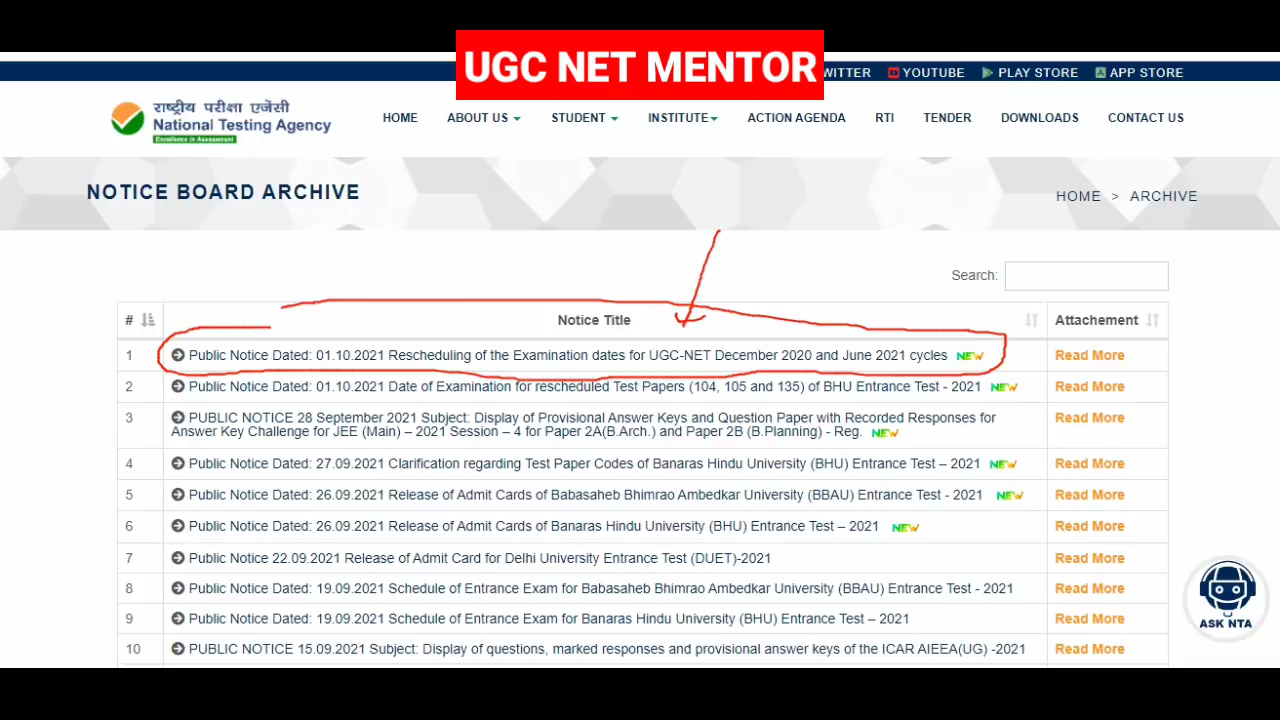 UGC NET MENTOR
WITTER YOUTUBE PLAY STORE APP STORE
राष्ट्रीय परीक्षा एजेंसी
National Testing Agency
Excellence in Assessment
HOME ABOUT US STUDENT INSTITUTE ACTION AGENDA RTI TENDER DOWNLOADS CONTACT US
NOTICE BOARD ARCHIVE
HOME > ARCHIVE
Search:
# Notice Title Attachement
1 Public Notice Dated: 01.10.2021 Rescheduling of the Examination dates for UGC-NET December 2020 and June 2021 cycles NEW Read More
2 Public Notice Dated: 01.10.2021 Date of Examination for rescheduled Test Papers (104, 105 and 135) of BHU Entrance Test - 2021 NEW Read More
3 PUBLIC NOTICE 28 September 2021 Subject: Display of Provisional Answer Keys and Question Paper with Recorded Responses for Read More
Answer Key Challenge for JEE (Main) – 2021 Session – 4 for Paper 2A(B.Arch.) and Paper 2B (B.Planning) - Reg. NEW
4 Public Notice Dated: 27.09.2021 Clarification regarding Test Paper Codes of Banaras Hindu University (BHU) Entrance Test – 2021 NEW Read More
5 Public Notice Dated: 26.09.2021 Release of Admit Cards of Babasaheb Bhimrao Ambedkar University (BBAU) Entrance Test - 2021 NEW Read More
6 Public Notice Dated: 26.09.2021 Release of Admit Cards of Banaras Hindu University (BHU) Entrance Test – 2021 NEW Read More
7 Public Notice 22.09.2021 Release of Admit Card for Delhi University Entrance Test (DUET)-2021 Read More
8 Public Notice Dated: 19.09.2021 Schedule of Entrance Exam for Babasaheb Bhimrao Ambedkar University (BBAU) Entrance Test - 2021 Read More
9 Public Notice Dated: 19.09.2021 Schedule of Entrance Exam for Banaras Hindu University (BHU) Entrance Test – 2021 Read More
10 PUBLIC NOTICE 15.09.2021 Subject: Display of questions, marked responses and provisional answer keys of the ICAR AIEEA(UG) -2021 Read More
ASK NTA